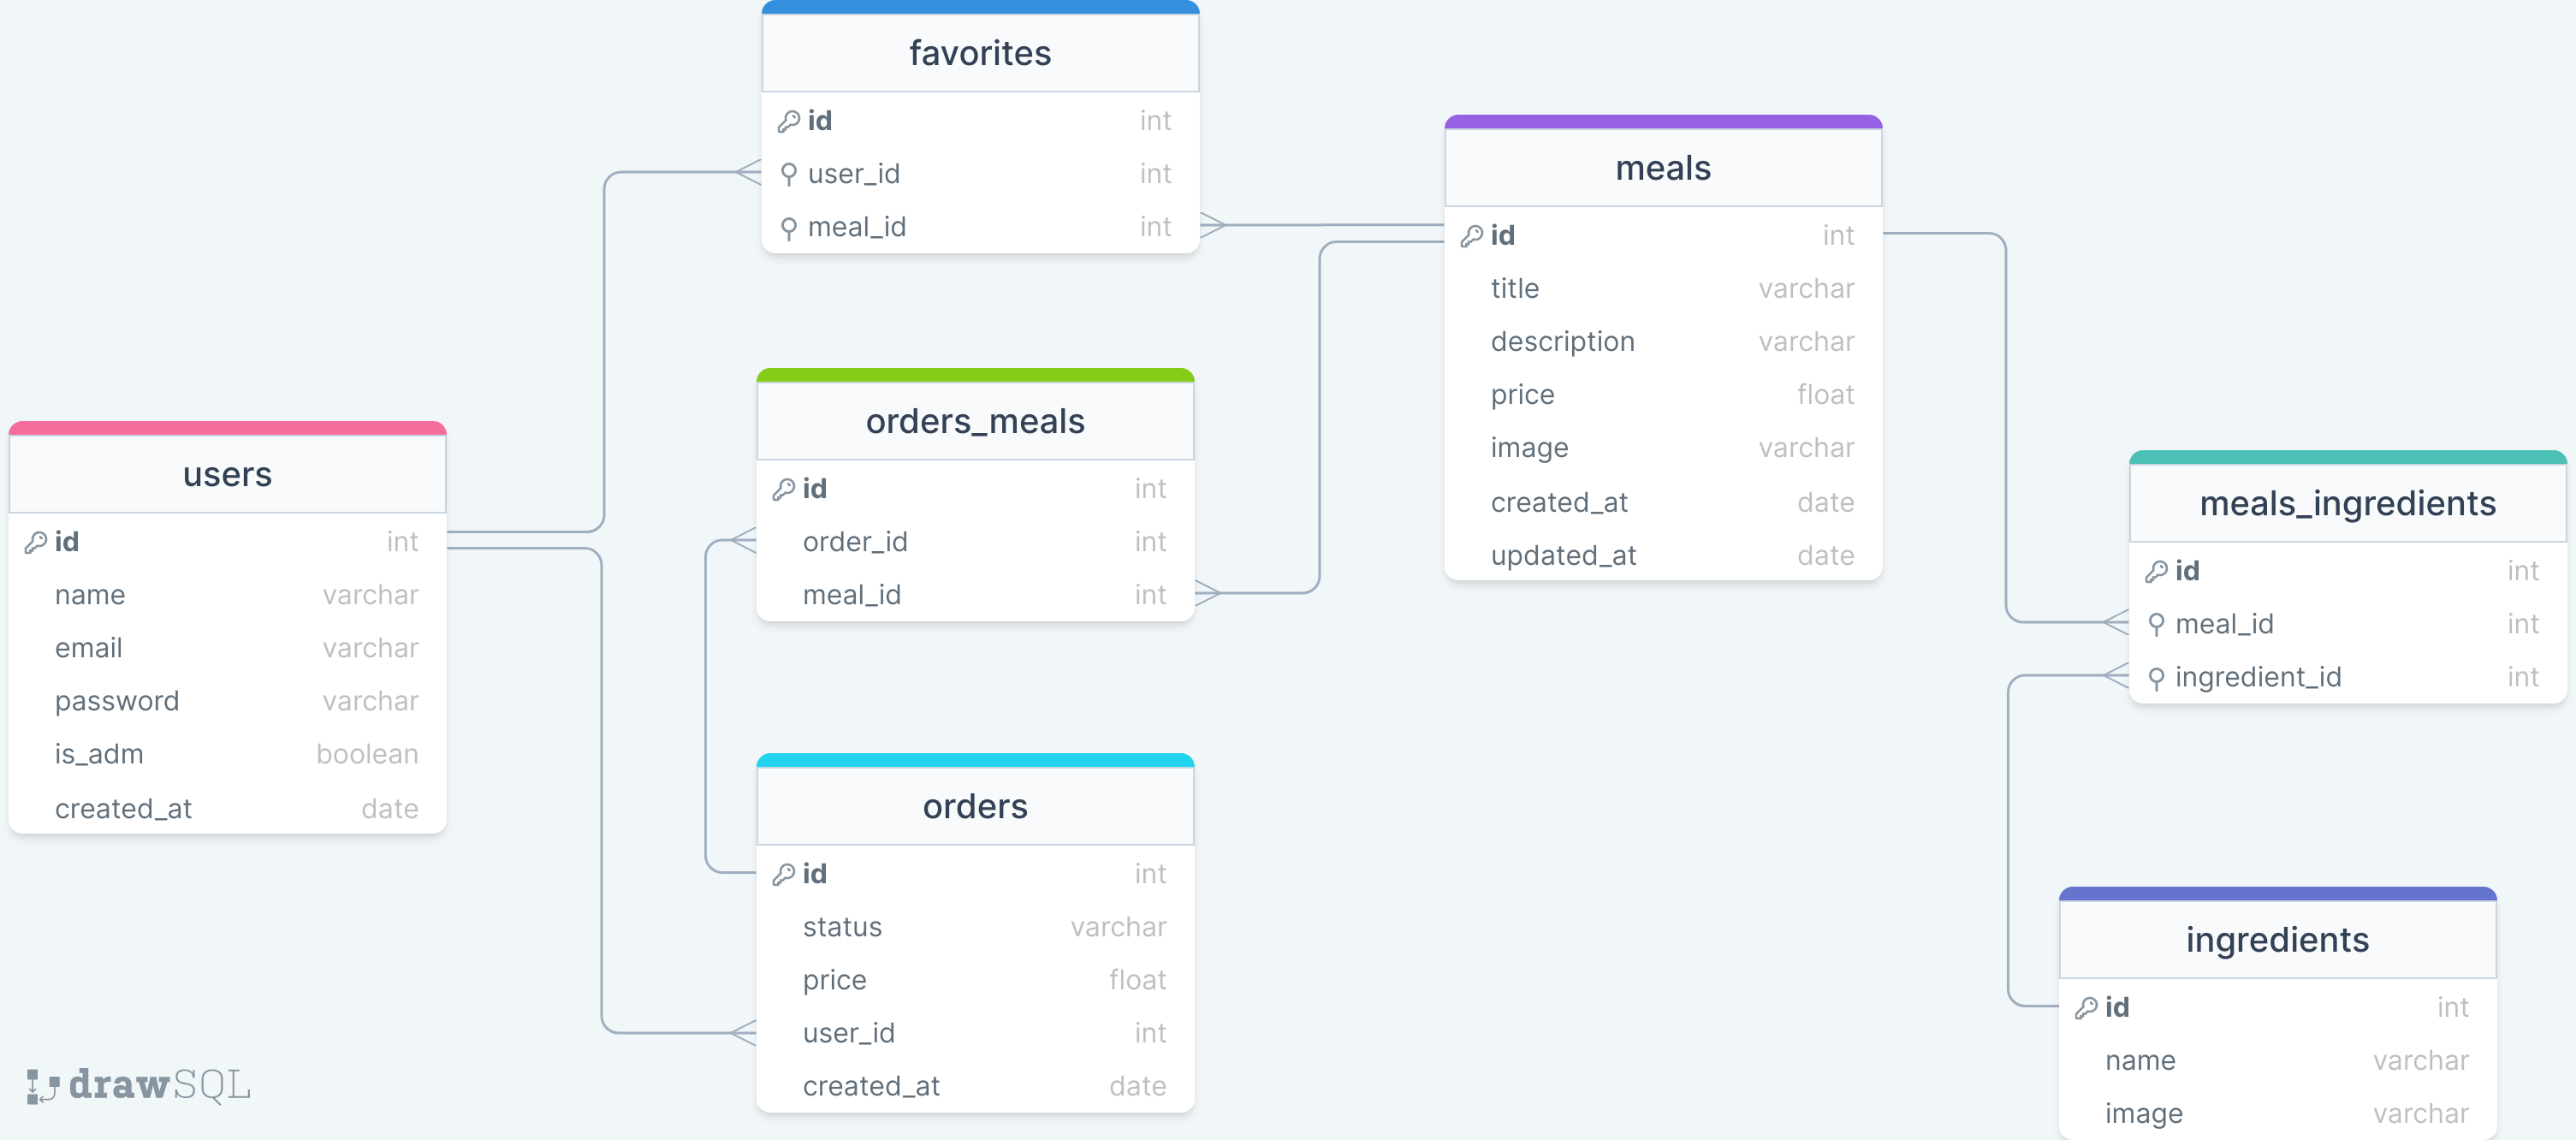 favorites
id int
user_id int
meal_id int
meals
id int
title varchar
description varchar
price float
image varchar
created_at date
updated_at date
orders_meals
id int
order_id int
meal_id int
users
id int
name varchar
email varchar
password varchar
is_adm boolean
created_at date
meals_ingredients
id int
meal_id int
ingredient_id int
orders
id int
status varchar
price float
user_id int
created_at date
ingredients
id int
name varchar
image varchar
drawSQL